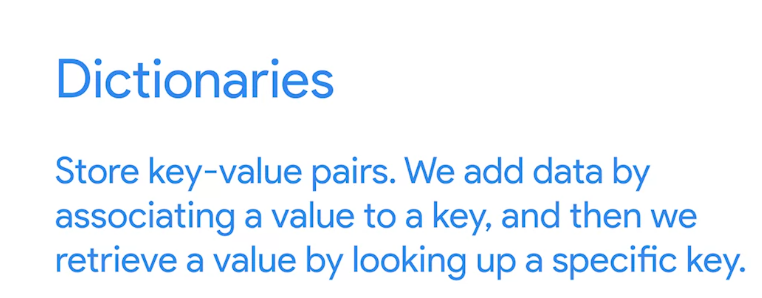 Dictionaries
Store key-value pairs. We add data by
associating a value to a key, and then we
retrieve a value by looking up a specific key.